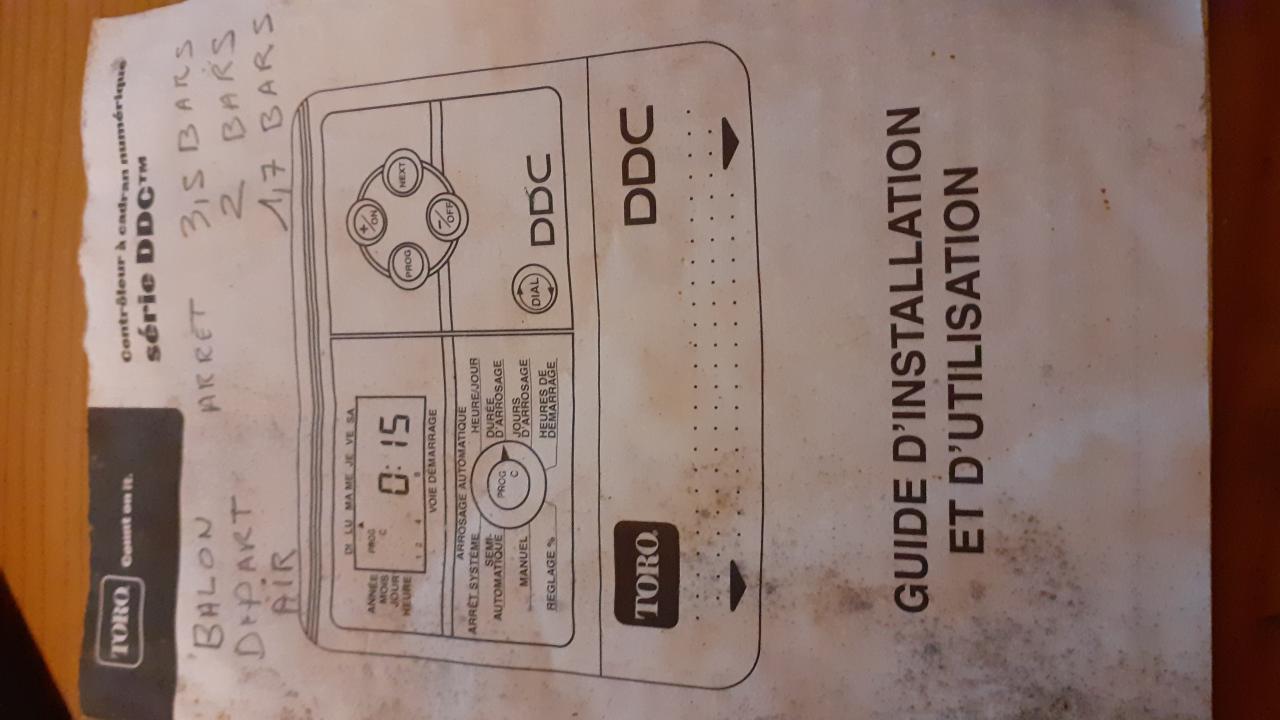 TORO. Count on it.
Contrôleur à cadran numérique
série DDC™
BALON ARRET 3,5 BARS
DEPART 2 BARS
AIR 1,7 BARS
DI LU MA ME JE VE SA
ANNÉE
MOIS
JOUR
HEURE
PROG
C
0:15
1 2 4 8
VOIE DÉMARRAGE
+/ON
PROG
NEXT
-/OFF
ARROSAGE AUTOMATIQUE
ARRÊT SYSTÈME
HEURE/JOUR
SEMI-
AUTOMATIQUE
DURÉE
D'ARROSAGE
MANUEL
JOURS
D'ARROSAGE
REGLAGE %
HEURES DE
DÉMARRAGE
PROG
C
DIAL
DDC
TORO.
DDC
GUIDE D'INSTALLATION
ET D'UTILISATION